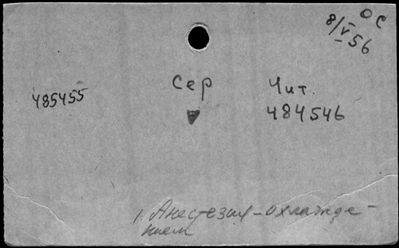 ОС
8/V 56
Сер Чит.
485455 484546
1. Анестезия - охлажде-
нием